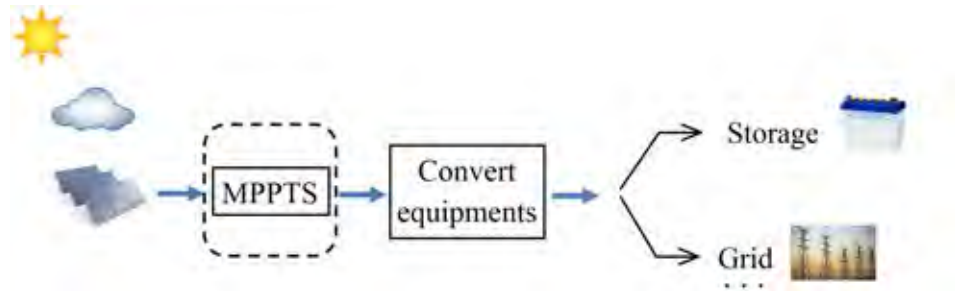 MPPTS
Convert
equipments
Storage
Grid
. . .